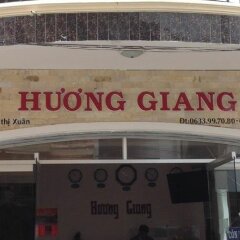 HƯƠNG GIANG
thị Xuân
Đt:0633.99.70.80
Hương Giang